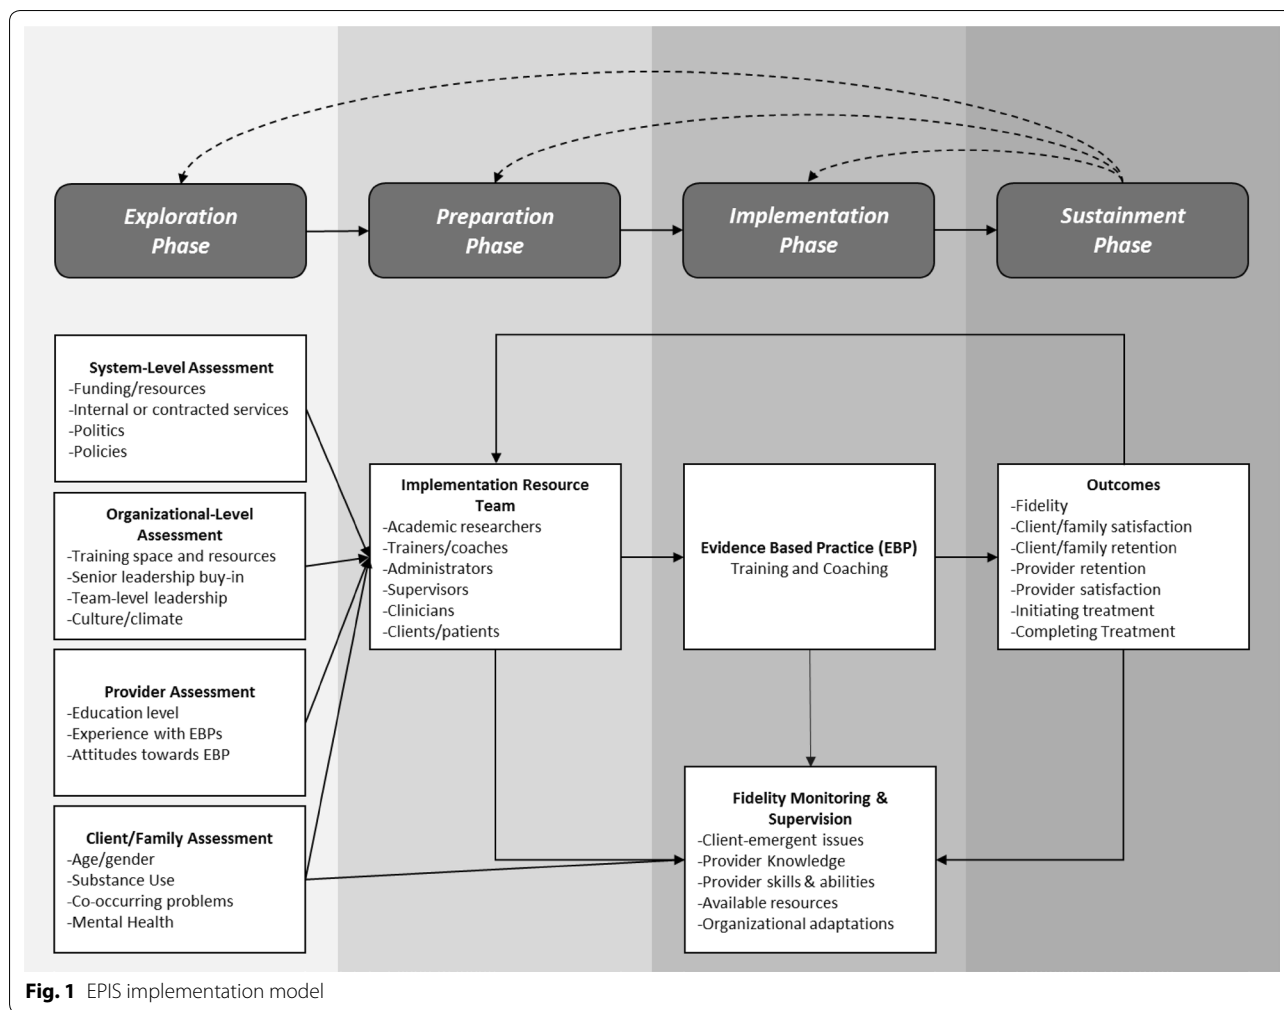 Exploration
Phase
Preparation
Phase
Implementation
Phase
Sustainment
Phase
System-Level Assessment
-Funding/resources
-Internal or contracted services
-Politics
-Policies
Organizational-Level
Assessment
-Training space and resources
-Senior leadership buy-in
-Team-level leadership
-Culture/climate
Provider Assessment
-Education level
-Experience with EBPs
-Attitudes towards EBP
Client/Family Assessment
-Age/gender
-Substance Use
-Co-occurring problems
-Mental Health
Implementation Resource
Team
-Academic researchers
-Trainers/coaches
-Administrators
-Supervisors
-Clinicians
-Clients/patients
Evidence Based Practice (EBP)
Training and Coaching
Fidelity Monitoring &
Supervision
-Client-emergent issues
-Provider Knowledge
-Provider skills & abilities
-Available resources
-Organizational adaptations
Outcomes
-Fidelity
-Client/family satisfaction
-Client/family retention
-Provider retention
-Provider satisfaction
-Initiating treatment
-Completing Treatment
Fig. 1 EPIS implementation model